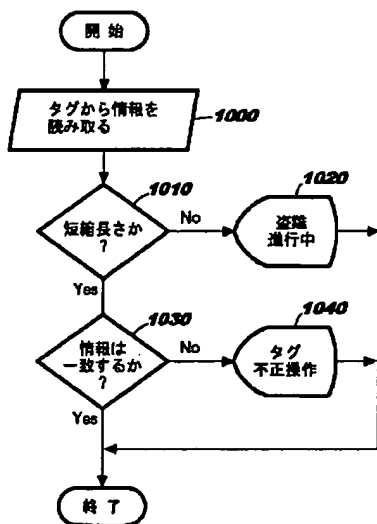 開始
タグから情報を
読み取る
1000
1010
短縮長さか
?
No
1020
盗難
進行中
Yes
1030
情報は
一致するか
?
No
1040
タグ
不正操作
Yes
終了